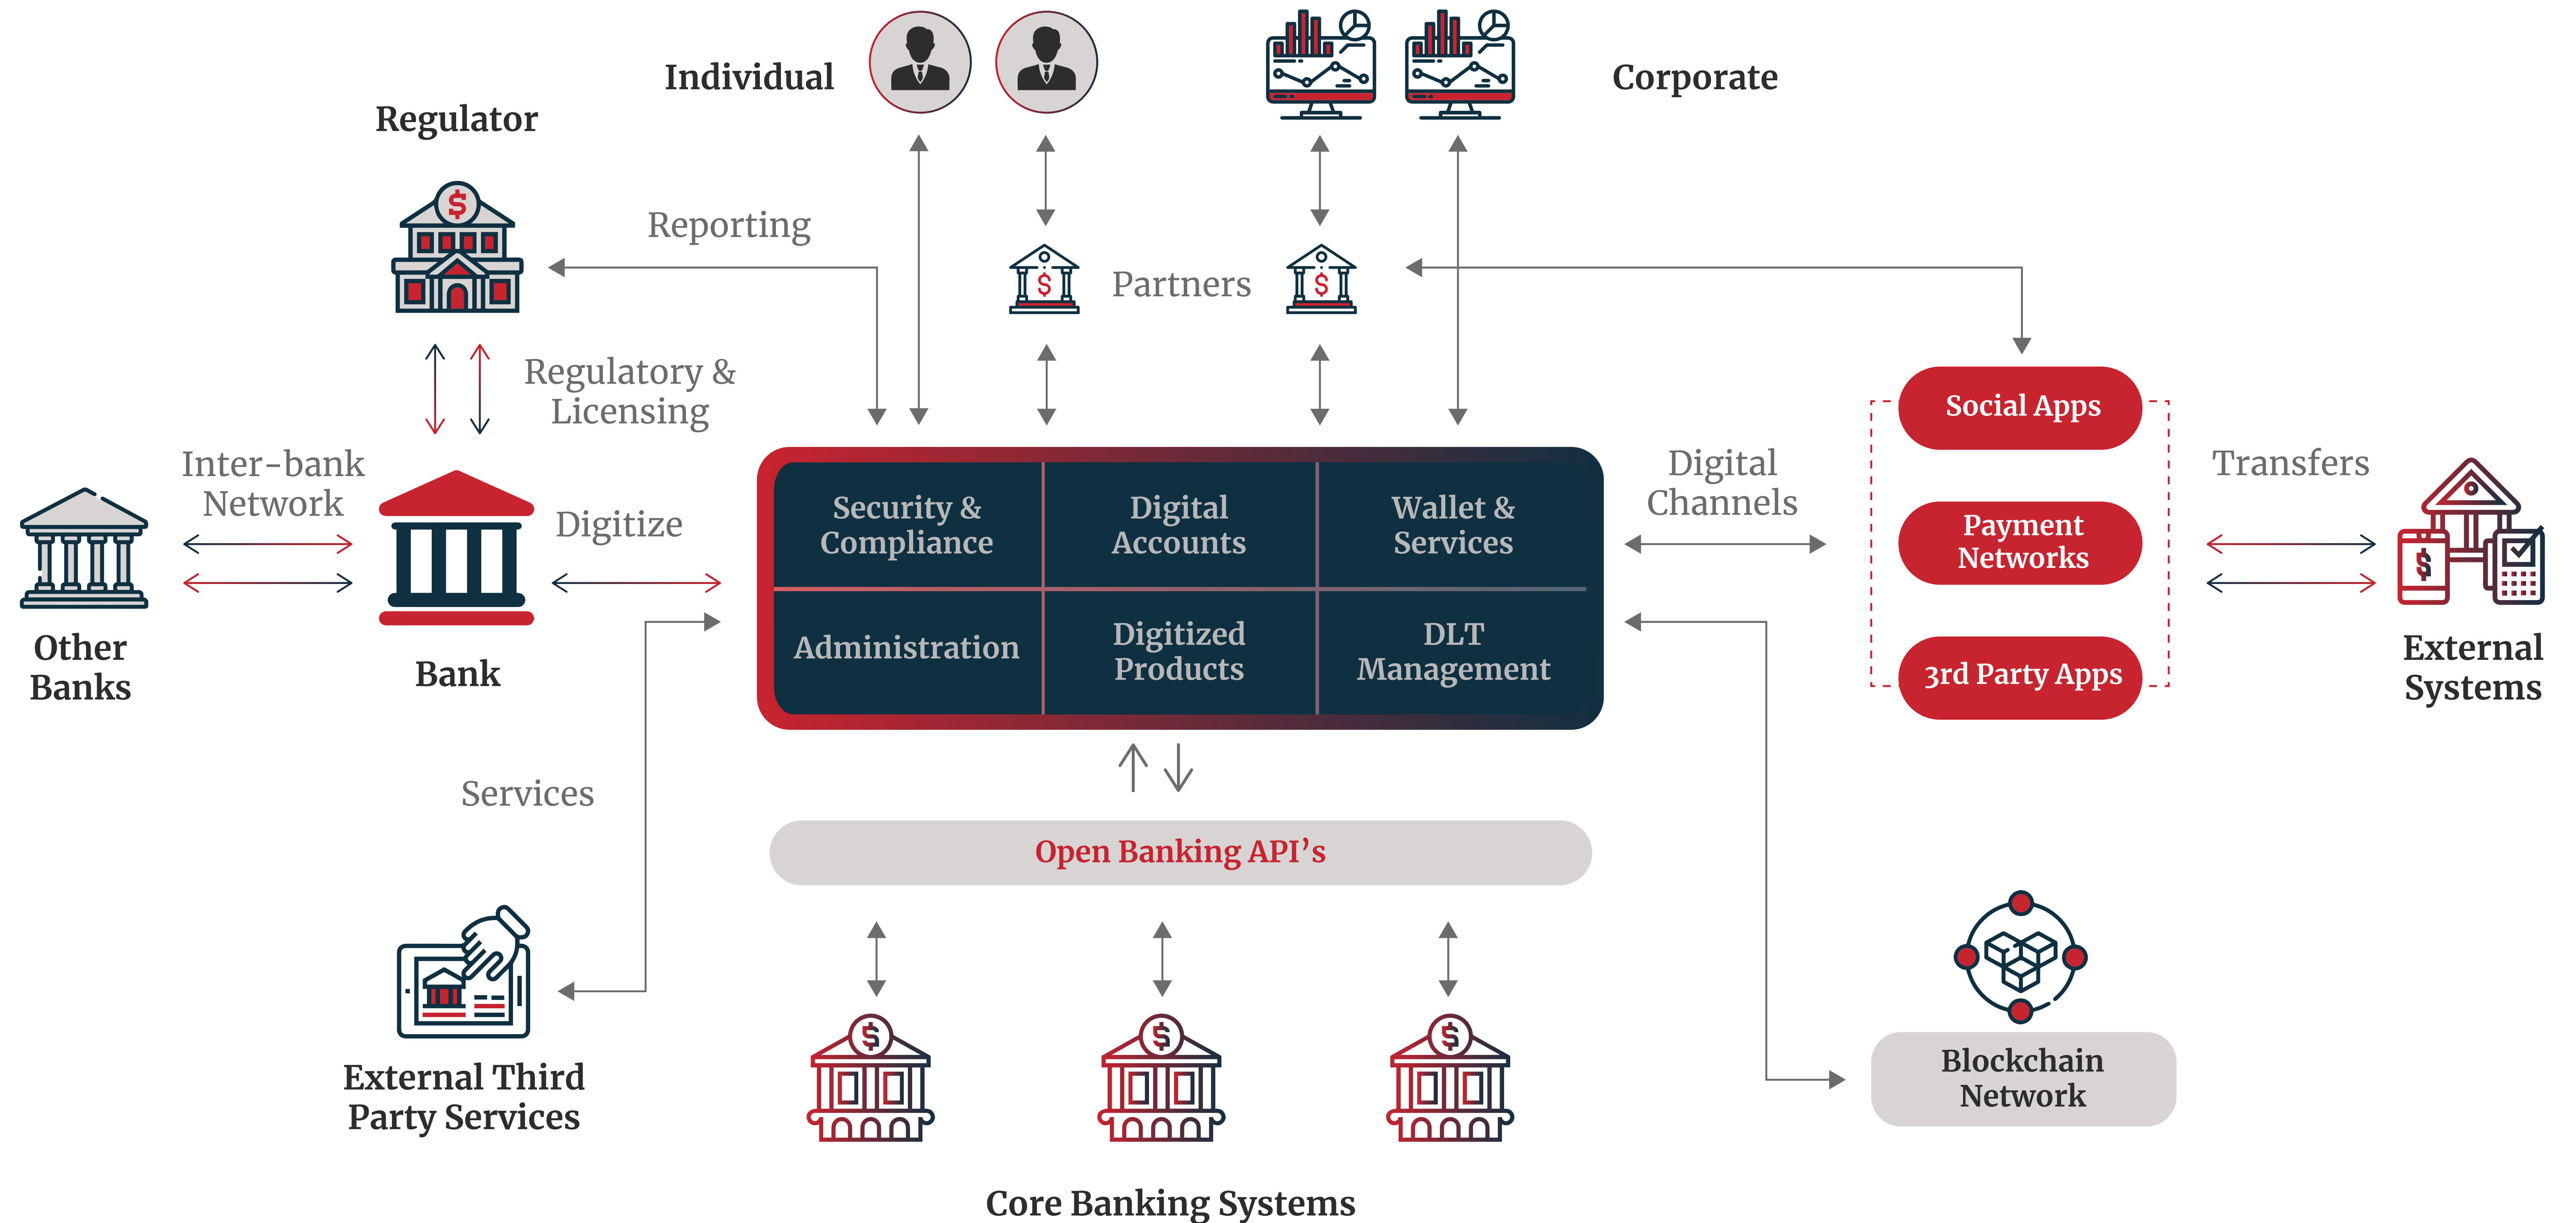 Individual
Corporate
Regulator
Reporting
Partners
Regulatory &
Licensing
Social Apps
Inter-bank
Network
Digital
Channels
Transfers
Security &
Compliance
Digital
Accounts
Wallet &
Services
Digitize
Payment
Networks
Administration
Digitized
Products
DLT
Management
Other
Banks
Bank
3rd Party Apps
External
Systems
Services
Open Banking API’s
External Third
Party Services
Blockchain
Network
Core Banking Systems